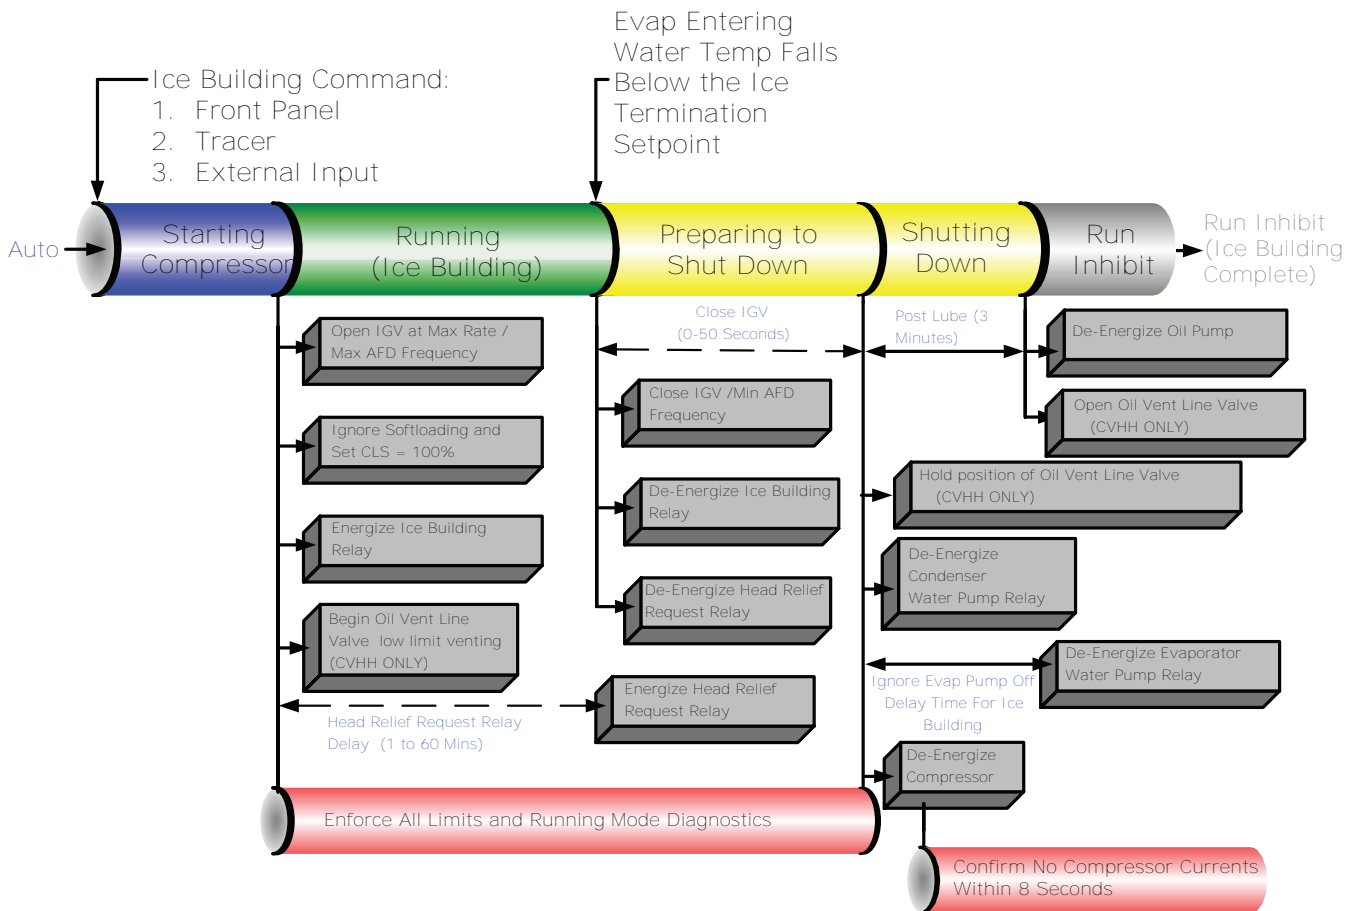 Evap Entering
Water Temp Falls
Below the Ice
Termination
Setpoint
Ice Building Command:
1. Front Panel
2. Tracer
3. External Input
Auto
Starting
Compressor
Running
(Ice Building)
Preparing to
Shut Down
Shutting
Down
Run
Inhibit
Run Inhibit
(Ice Building
Complete)
Open IGV at Max Rate /
Max AFD Frequency
Ignore Softloading and
Set CLS = 100%
Energize Ice Building
Relay
Begin Oil Vent Line
Valve low limit venting
(CVHH ONLY)
Head Relief Request Relay
Delay (1 to 60 Mins)
Close IGV
(0-50 Seconds)
Close IGV /Min AFD
Frequency
De-Energize Ice Building
Relay
De-Energize Head Relief
Request Relay
Energize Head Relief
Request Relay
Post Lube (3
Minutes)
De-Energize Oil Pump
Open Oil Vent Line Valve
(CVHH ONLY)
Hold position of Oil Vent Line Valve
(CVHH ONLY)
De-Energize
Condenser
Water Pump Relay
De-Energize Evaporator
Water Pump Relay
Ignore Evap Pump Off
Delay Time For Ice
Building
De-Energize
Compressor
Enforce All Limits and Running Mode Diagnostics
Confirm No Compressor Currents
Within 8 Seconds